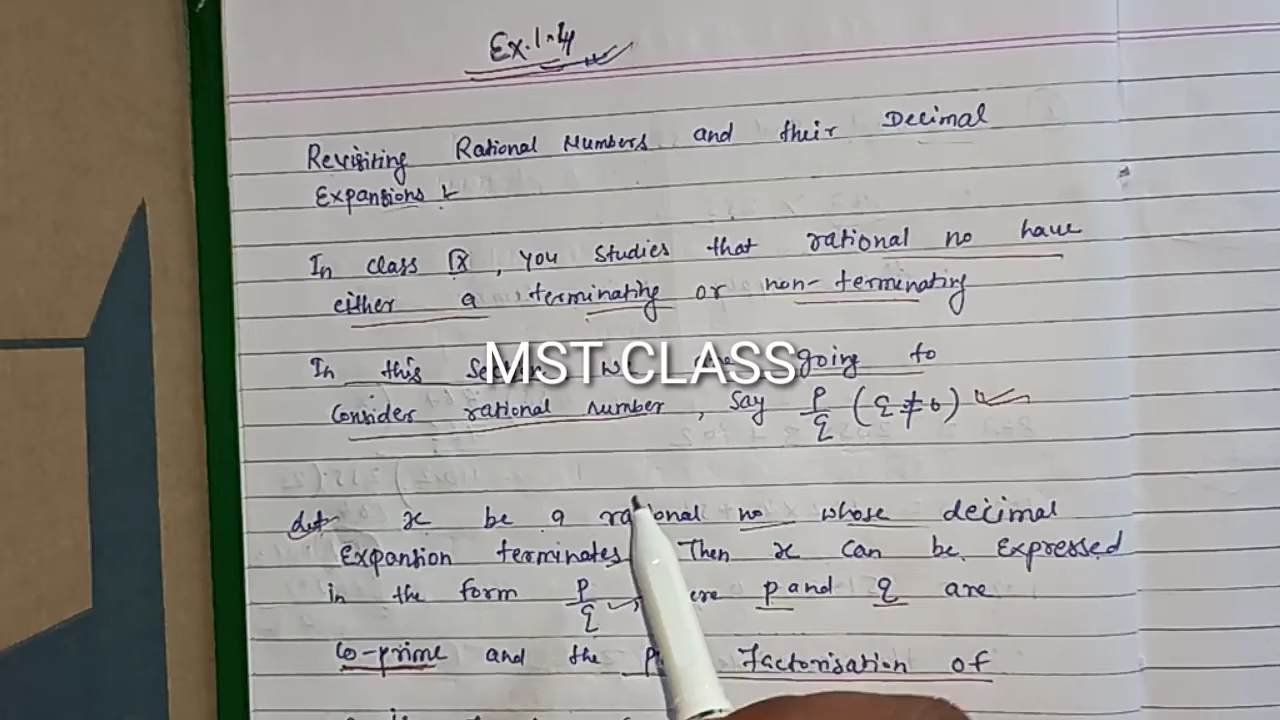 Ex. 1.4
Revisiting Rational Numbers and their Decimal
Expansions
In class IX, you studies that rational no have
either a terminating or non-terminating
In this we going to
MST CLASS
Consider rational number, say p/q (q ≠ 0)
Let x be a rational no whose decimal
Expansion terminates Then x can be Expressed
in the form p/q, p and q are
Co-prime and the factorisation of